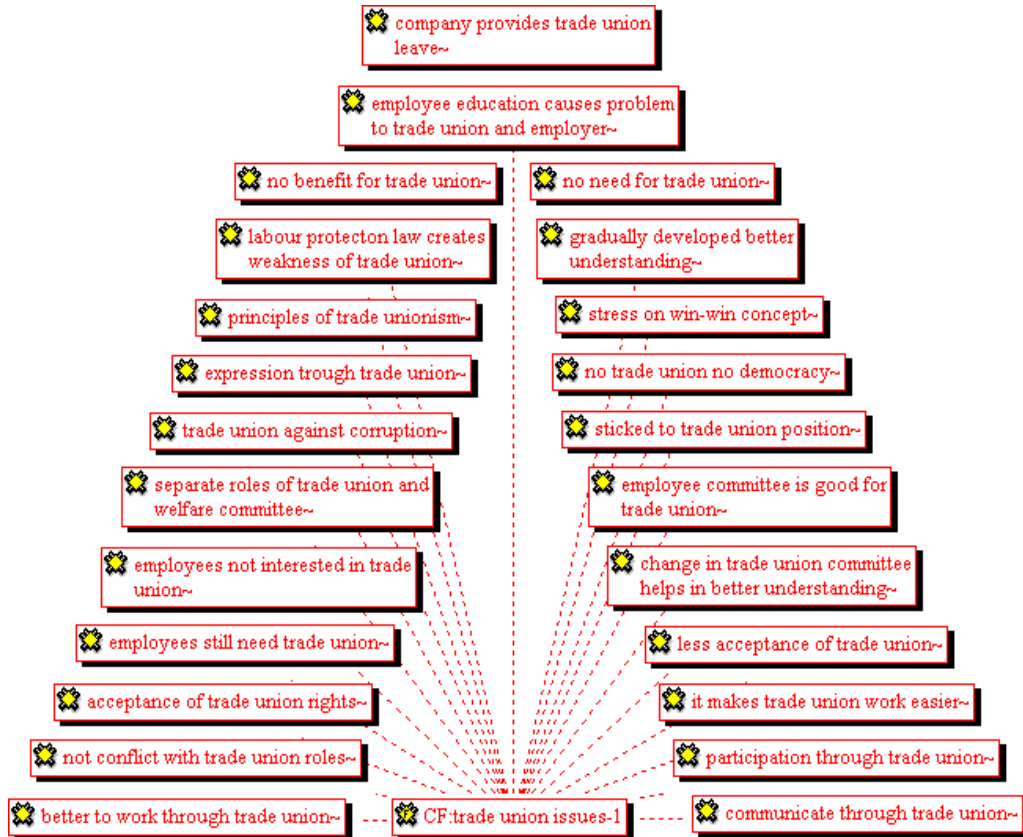 company provides trade union
leave~
employee education causes problem
to trade union and employer~
no benefit for trade union~
no need for trade union~
labour protecton law creates
weakness of trade union~
gradually developed better
understanding~
principles of trade unionism~
stress on win-win concept~
expression trough trade union~
no trade union no democracy~
trade union against corruption~
sticked to trade union position~
separate roles of trade union and
welfare committee~
employee committee is good for
trade union~
employees not interested in trade
union~
change in trade union committee
helps in better understanding~
employees still need trade union~
less acceptance of trade union~
acceptance of trade union rights~
it makes trade union work easier~
not conflict with trade union roles~
participation through trade union~
better to work through trade union~
CF:trade union issues-1
communicate through trade union~